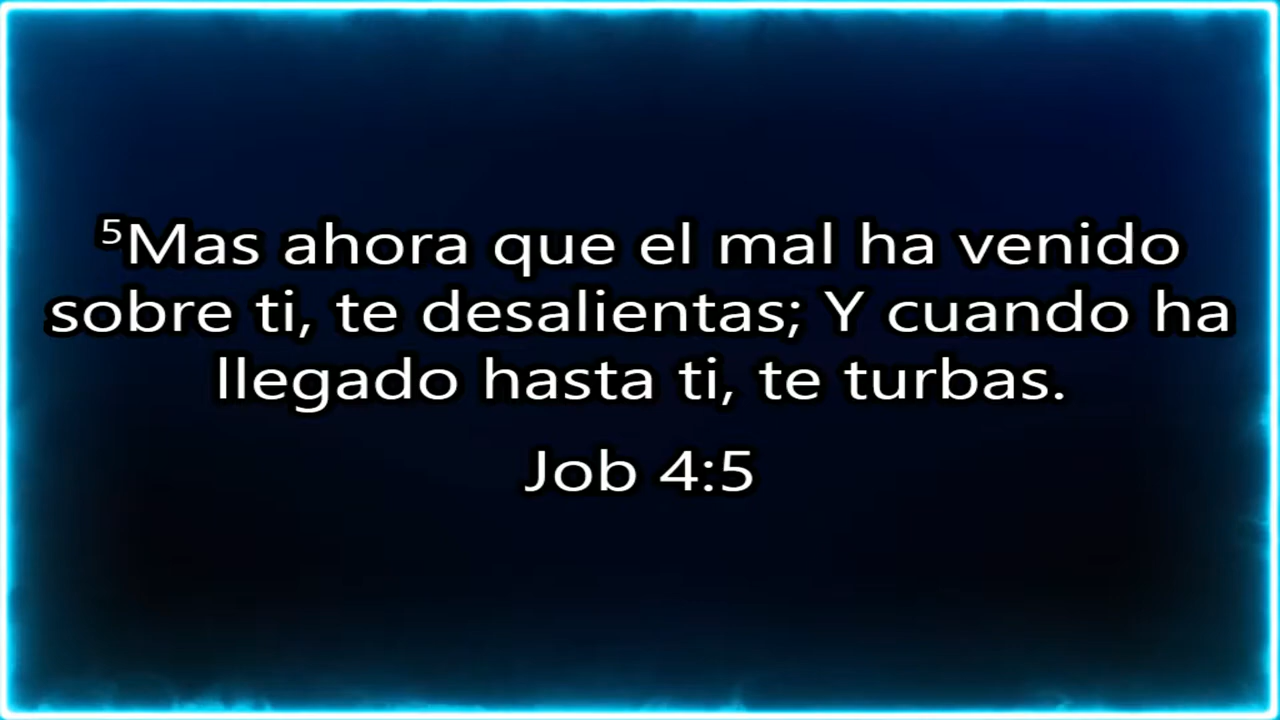 ⁵Mas ahora que el mal ha venido
sobre ti, te desalientas; Y cuando ha
llegado hasta ti, te turbas.
Job 4:5